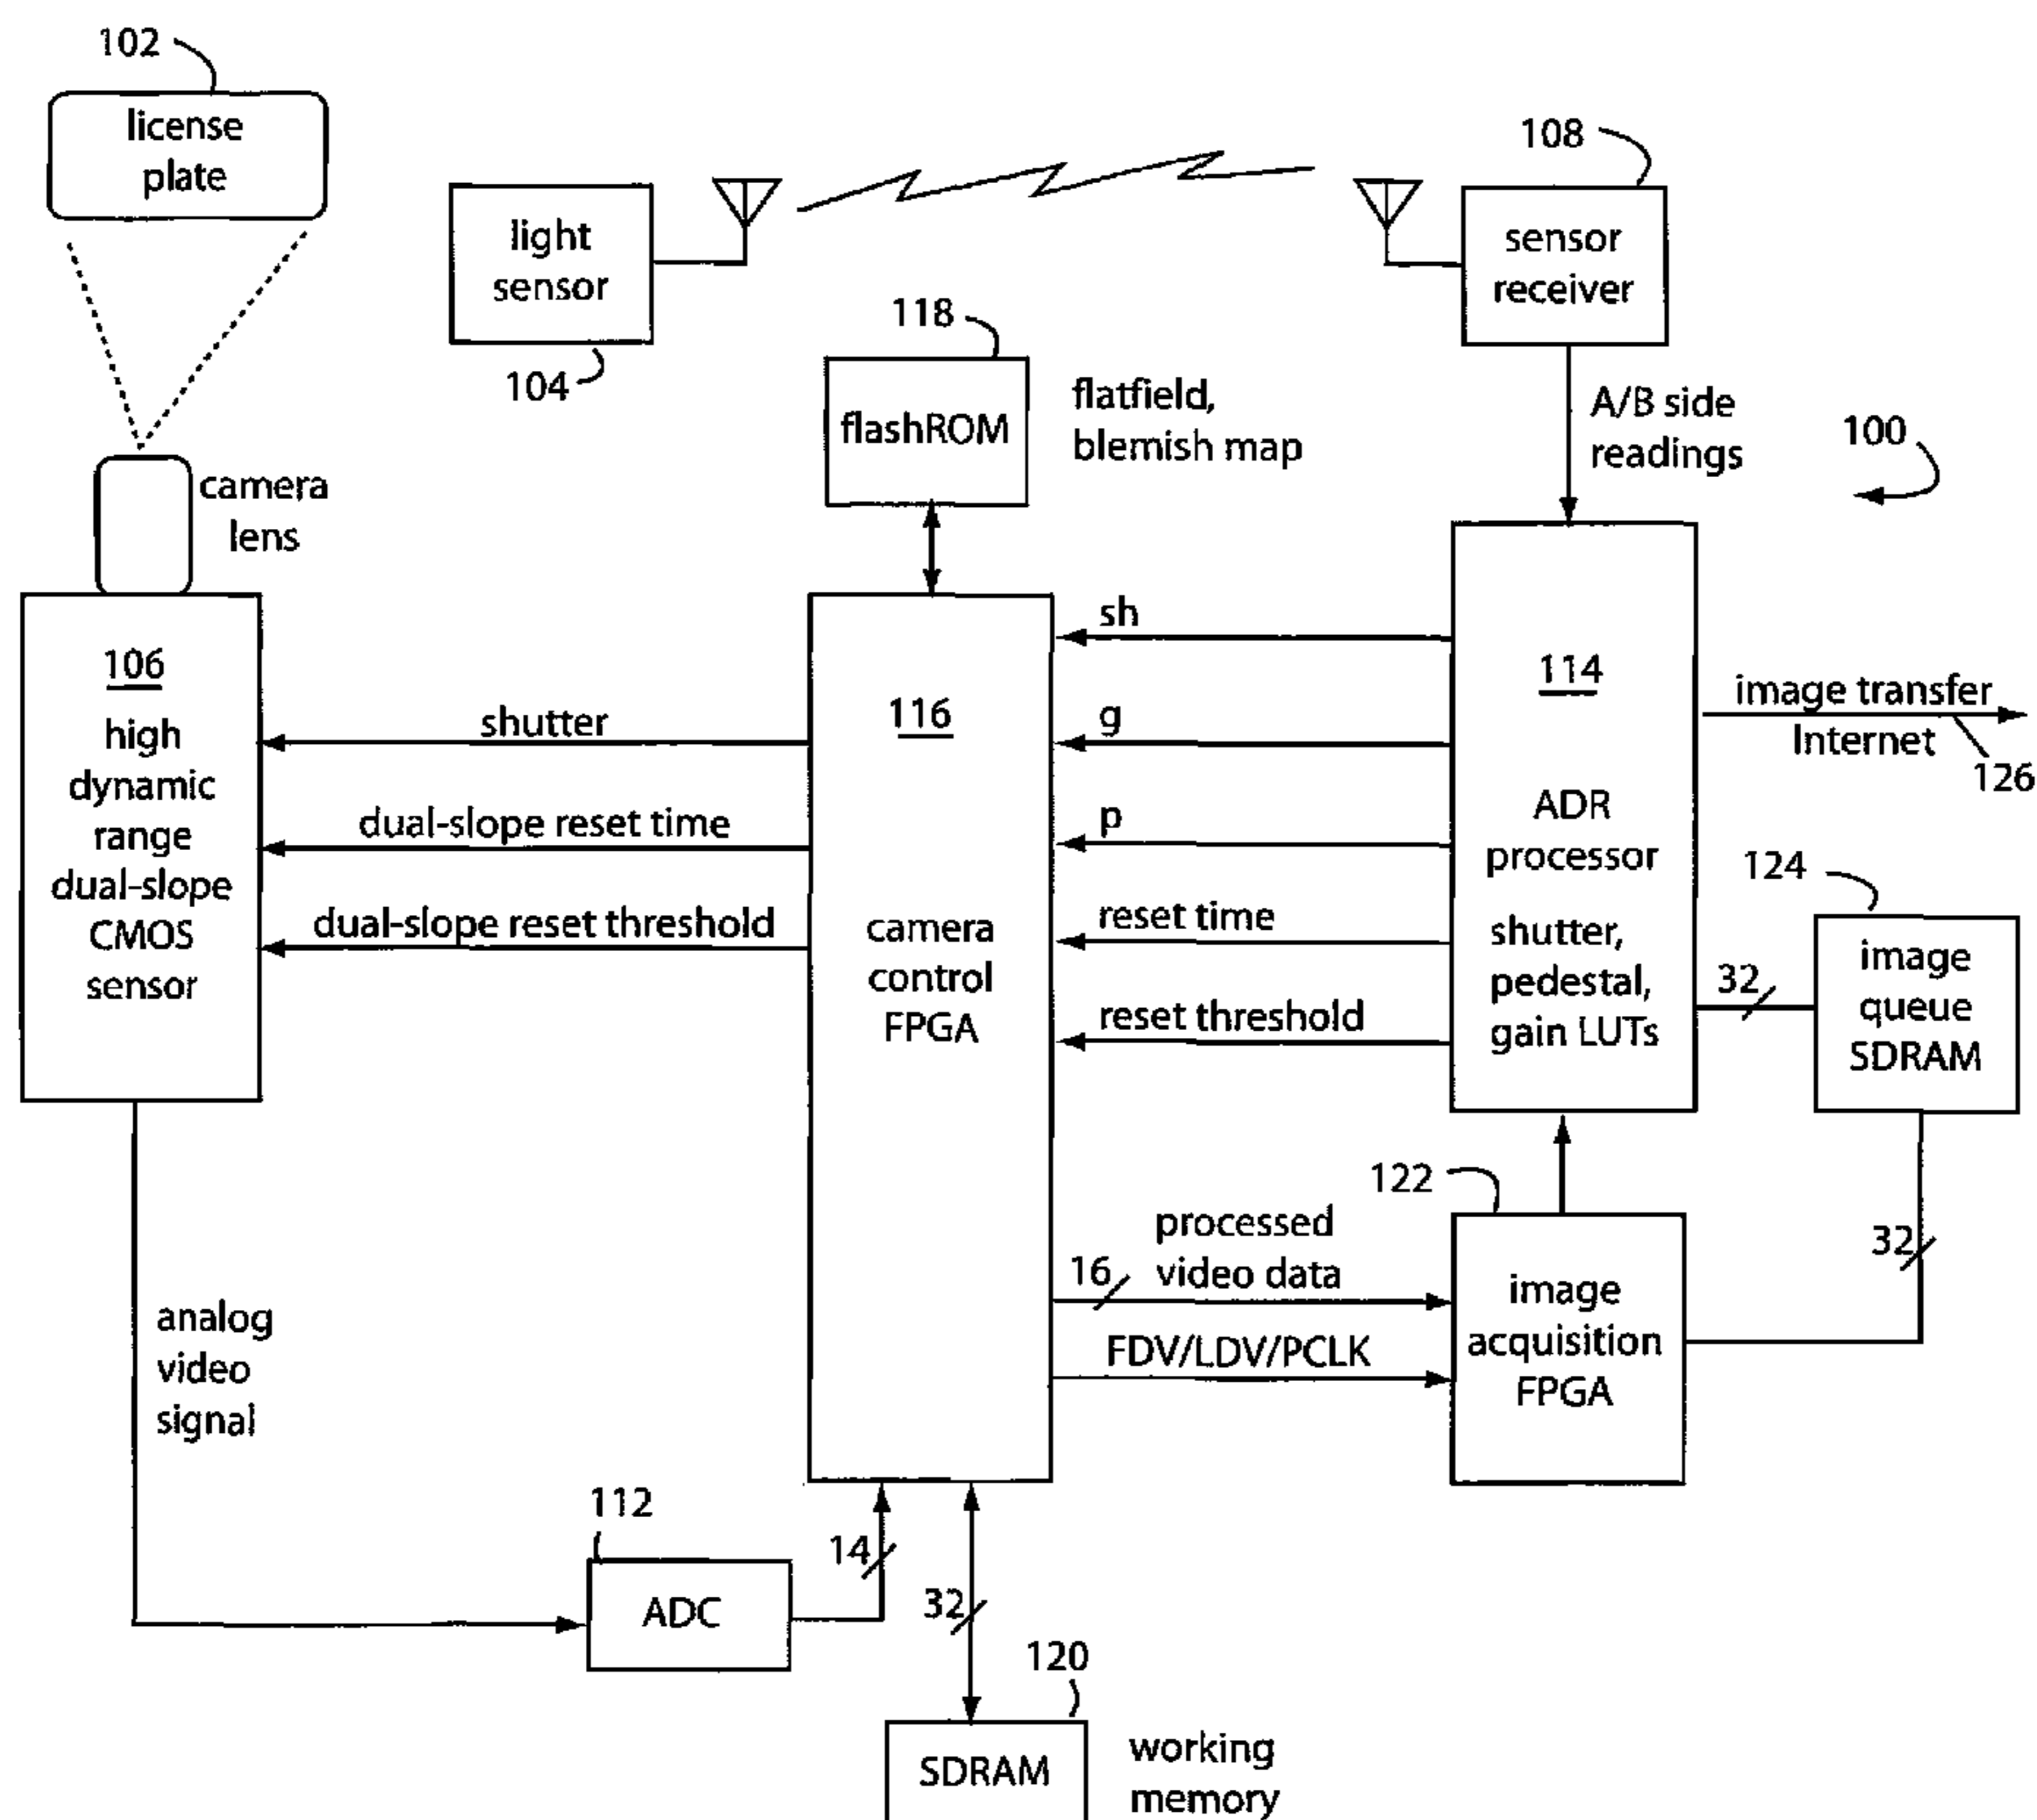 102
license
plate
108
light
sensor
sensor
receiver
104
118
flashROM
flatfield,
blemish map
A/B side
readings
100
camera
lens
106
high
dynamic
range
dual-slope
CMOS
sensor
shutter
dual-slope reset time
dual-slope reset threshold
116
camera
control
FPGA
sh
g
p
reset time
reset threshold
114
ADR
processor
shutter,
pedestal,
gain LUTs
image transfer
Internet
126
124
image
queue
SDRAM
32
32
122
processed
video data
16
FDV/LDV/PCLK
image
acquisition
FPGA
analog
video
signal
112
ADC
14
32
120
SDRAM
working
memory